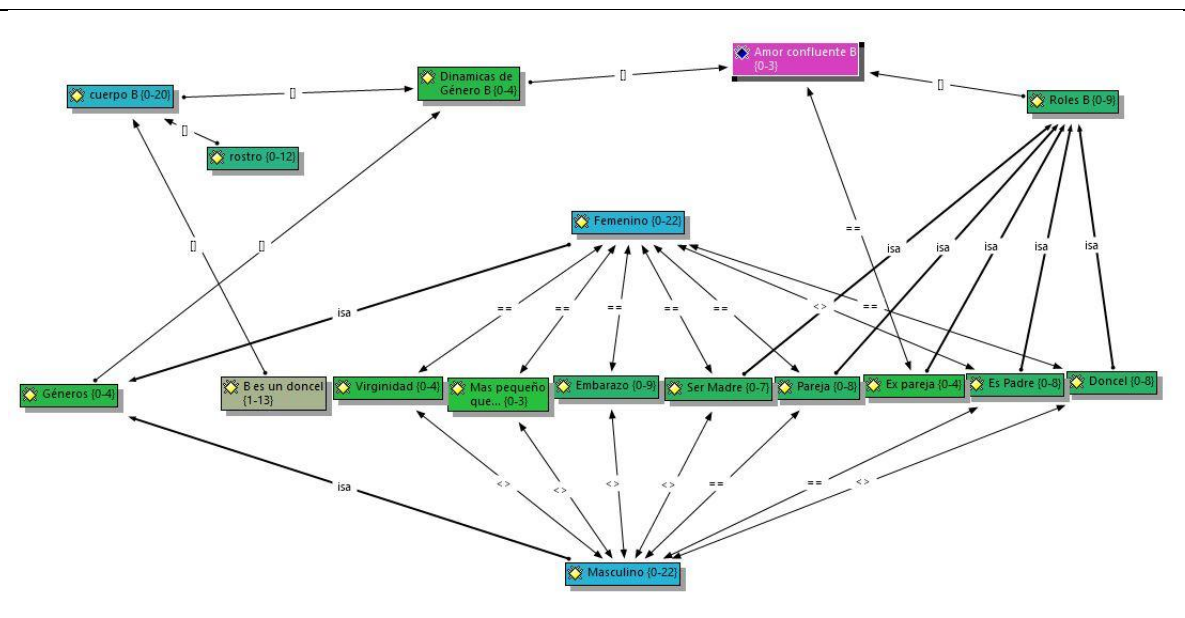 Amor confluente B
{0-3}
[]
Dinamicas de
Género B {0-4}
[]
cuerpo B {0-20}
[]
[]
Roles B {0-9}
[]
rostro {0-12}
Femenino {0-22}
==
isa
isa
isa
isa
isa
[]
[]
isa
==
==
==
==
==
<>
==
Géneros {0-4}
B es un doncel
{1-13}
Virginidad {0-4}
Mas pequeño
que... {0-3}
Embarazo {0-9}
Ser Madre {0-7}
Pareja {0-8}
Ex pareja {0-4}
Es Padre {0-8}
Doncel {0-8}
isa
<>
<>
<>
<>
==
==
<>
Masculino {0-22}